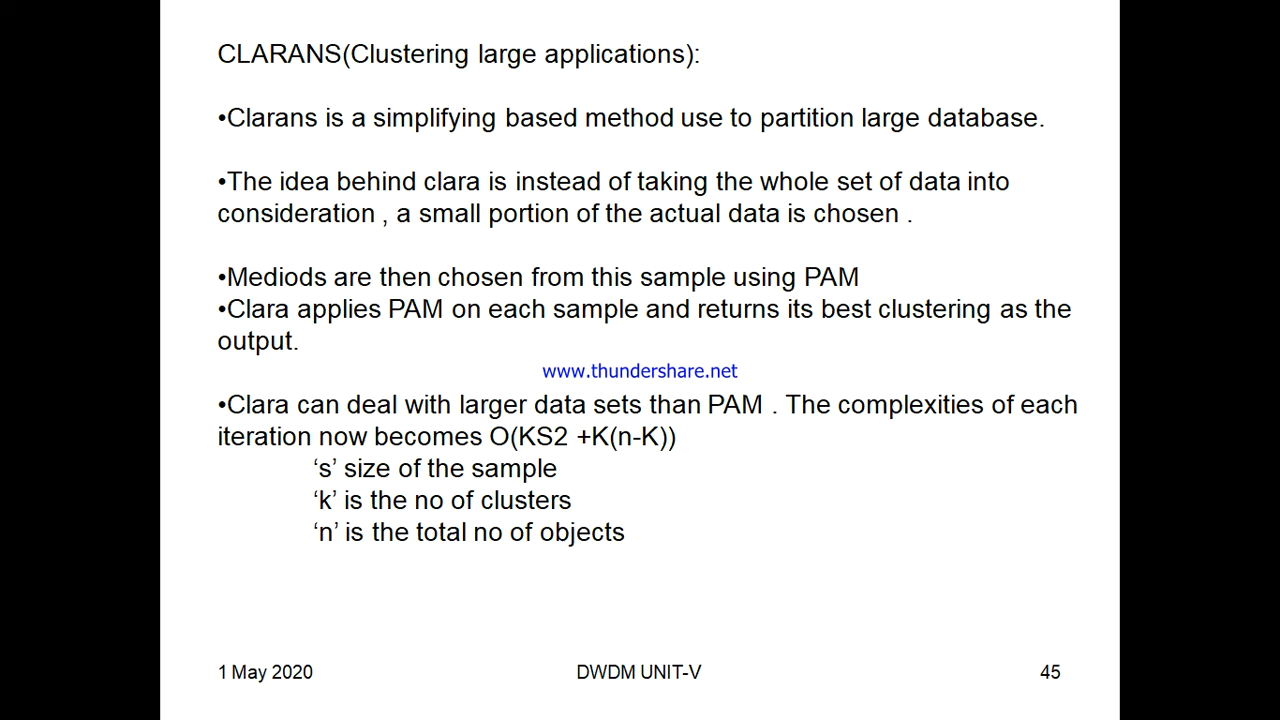 CLARANS(Clustering large applications):
•Clarans is a simplifying based method use to partition large database.
•The idea behind clara is instead of taking the whole set of data into
consideration , a small portion of the actual data is chosen .
•Mediods are then chosen from this sample using PAM
•Clara applies PAM on each sample and returns its best clustering as the
output.
www.thundershare.net
•Clara can deal with larger data sets than PAM . The complexities of each
iteration now becomes O(KS2 +K(n-K))
‘s’ size of the sample
‘k’ is the no of clusters
‘n’ is the total no of objects
1 May 2020 DWDM UNIT-V 45